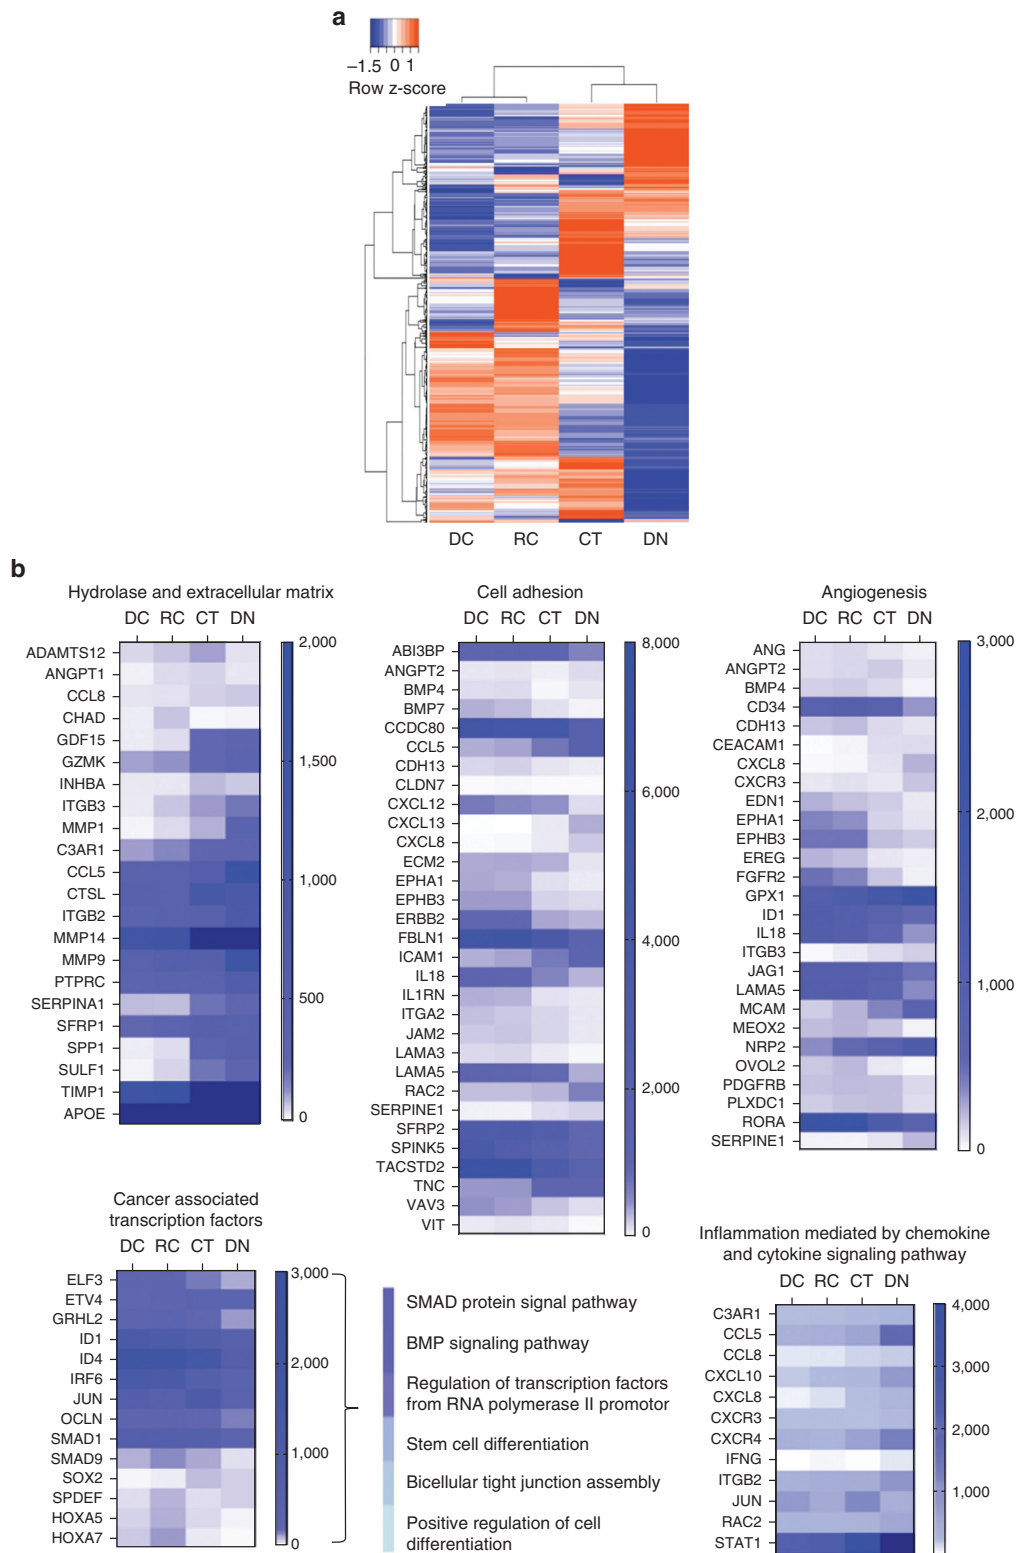 a
−1.5 0 1
Row z-score
DC RC CT DN
b
Hydrolase and extracellular matrix
DC RC CT DN
ADAMTS12
ANGPT1
CCL8
CHAD
GDF15
GZMK
INHBA
ITGB3
MMP1
C3AR1
CCL5
CTSL
ITGB2
MMP14
MMP9
PTPRC
SERPINA1
SFRP1
SPP1
SULF1
TIMP1
APOE
2,000
1,500
1,000
500
0
Cell adhesion
DC RC CT DN
ABI3BP
ANGPT2
BMP4
BMP7
CCDC80
CCL5
CDH13
CLDN7
CXCL12
CXCL13
CXCL8
ECM2
EPHA1
EPHB3
ERBB2
FBLN1
ICAM1
IL18
IL1RN
ITGA2
JAM2
LAMA3
LAMA5
RAC2
SERPINE1
SFRP2
SPINK5
TACSTD2
TNC
VAV3
VIT
8,000
6,000
4,000
2,000
0
Angiogenesis
DC RC CT DN
ANG
ANGPT2
BMP4
CD34
CDH13
CEACAM1
CXCL8
CXCR3
EDN1
EPHA1
EPHB3
EREG
FGFR2
GPX1
ID1
IL18
ITGB3
JAG1
LAMA5
MCAM
MEOX2
NRP2
OVOL2
PDGFRB
PLXDC1
RORA
SERPINE1
3,000
2,000
1,000
0
Cancer associated
transcription factors
DC RC CT DN
ELF3
ETV4
GRHL2
ID1
ID4
IRF6
JUN
OCLN
SMAD1
SMAD9
SOX2
SPDEF
HOXA5
HOXA7
3,000
2,000
1,000
0
SMAD protein signal pathway
BMP signaling pathway
Regulation of transcription factors
from RNA polymerase II promotor
Stem cell differentiation
Bicellular tight junction assembly
Positive regulation of cell
differentiation
Inflammation mediated by chemokine
and cytokine signaling pathway
DC RC CT DN
C3AR1
CCL5
CCL8
CXCL10
CXCL8
CXCR3
CXCR4
IFNG
ITGB2
JUN
RAC2
STAT1
4,000
3,000
2,000
1,000